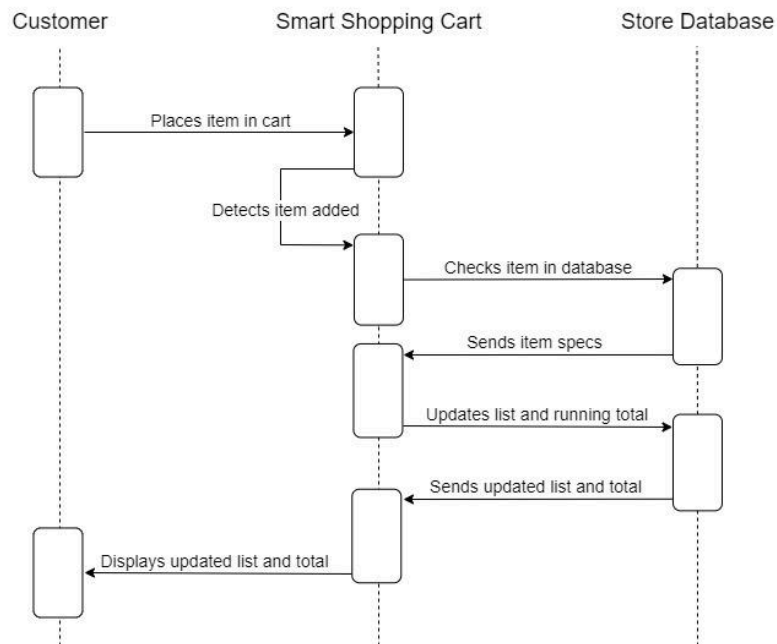 Customer
Smart Shopping Cart
Store Database
Places item in cart
Detects item added
Checks item in database
Sends item specs
Updates list and running total
Sends updated list and total
Displays updated list and total